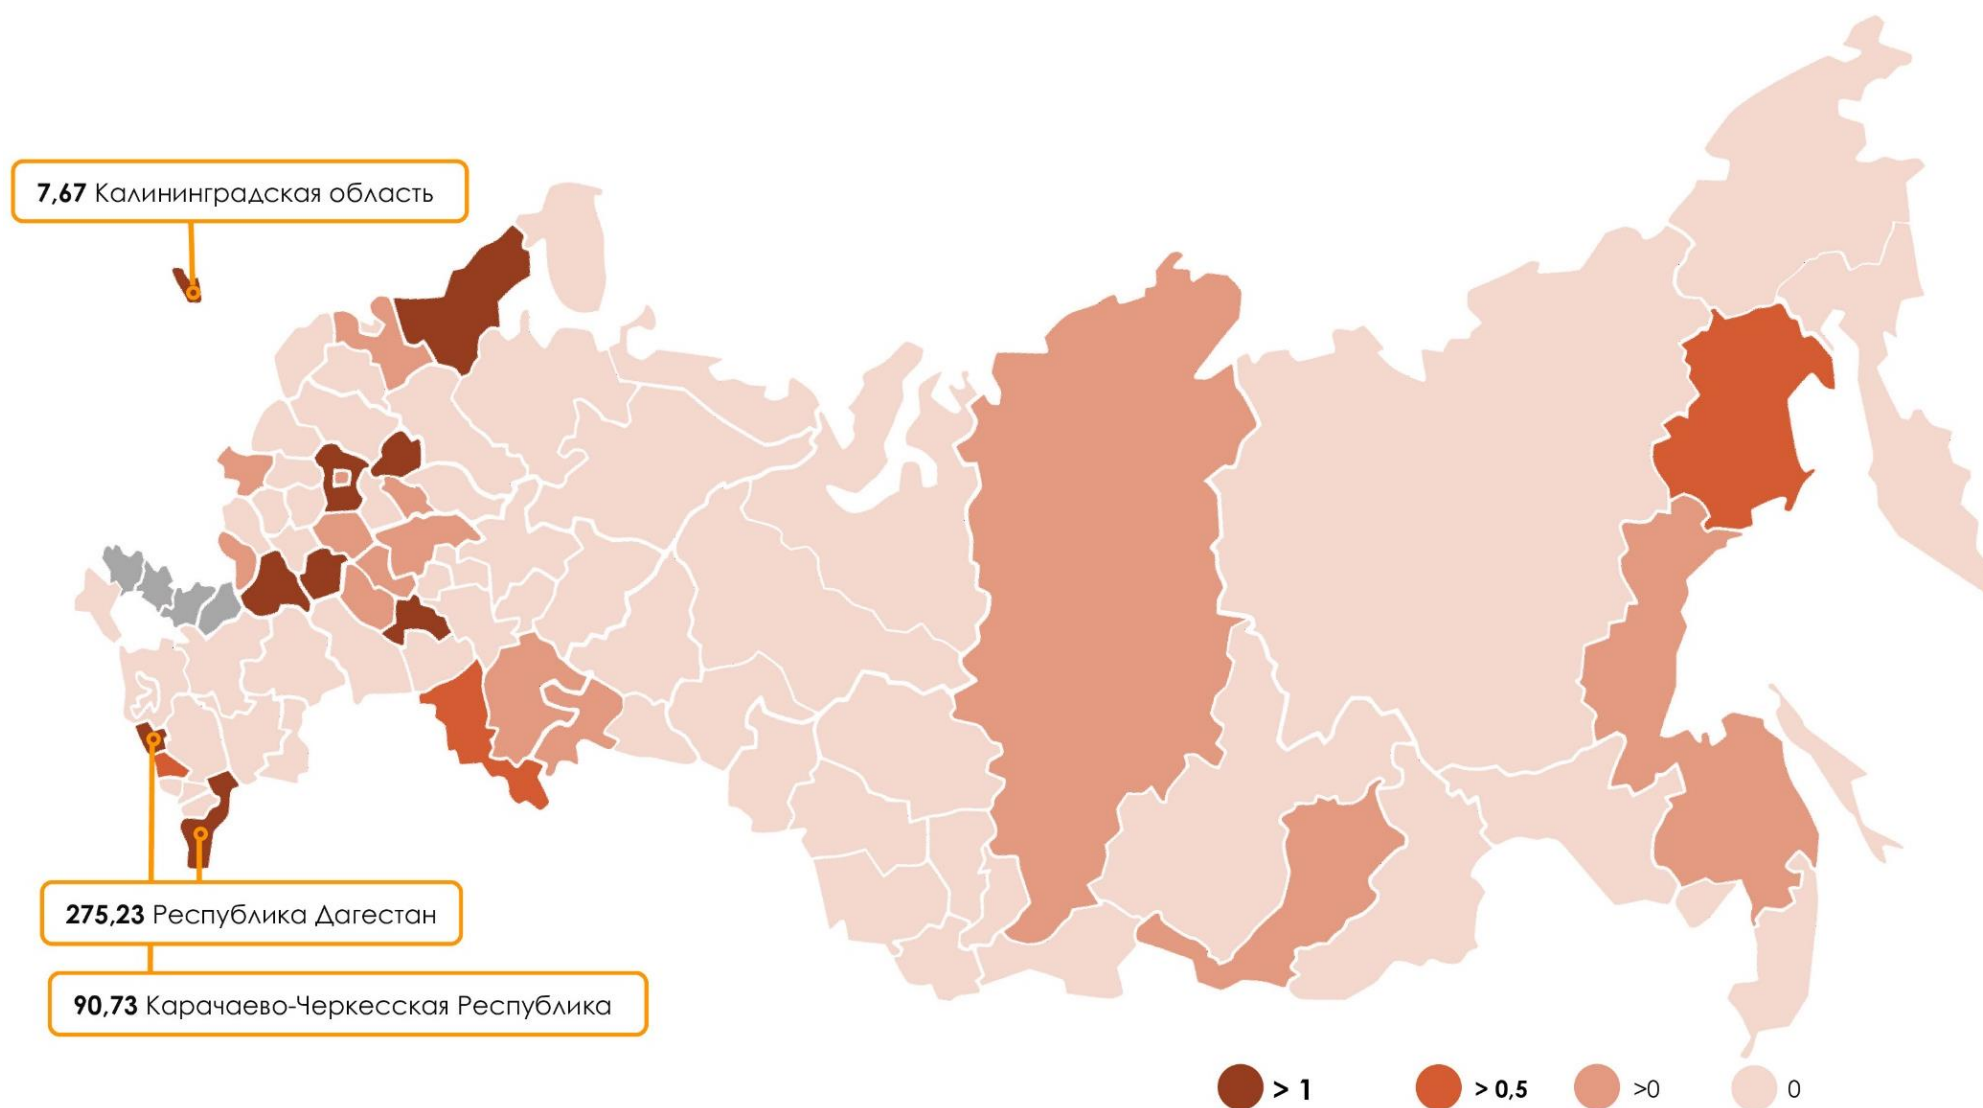 7,67 Калининградская область
275,23 Республика Дагестан
90,73 Карачаево-Черкесская Республика
> 1 > 0,5 >0 0